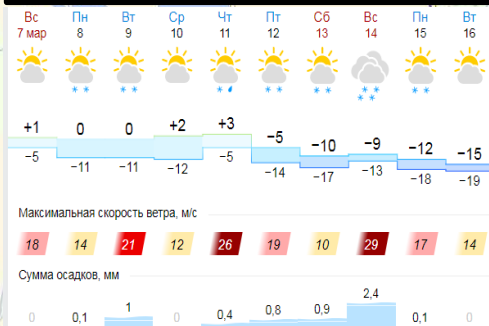 Вс Пн Вт Ср Чт Пт Сб Вс Пн Вт
7 мар 8 9 10 11 12 13 14 15 16
+1 0 0 +2 +3 −5 −10 −9 −12 −15
−5 −11 −11 −12 −5 −14 −17 −13 −18 −19
Максимальная скорость ветра, м/с
18 14 21 12 26 19 10 29 17 14
Сумма осадков, мм
0 0,1 1 0 0,4 0,8 0,9 2,4 0,1 0